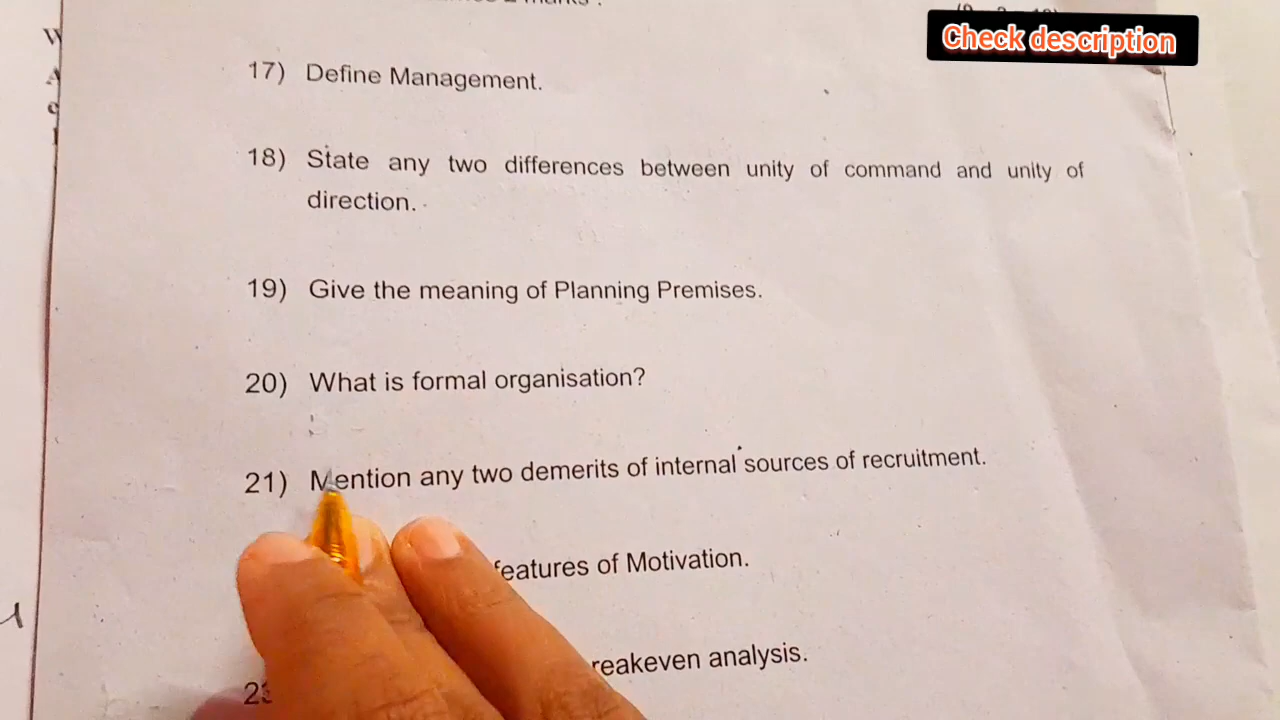 Check description
17) Define Management.
18) State any two differences between unity of command and unity of
direction.
19) Give the meaning of Planning Premises.
20) What is formal organisation?
21) Mention any two demerits of internal sources of recruitment.
features of Motivation.
reakeven analysis.